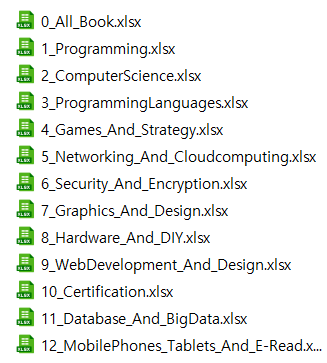 0_All_Book.xlsx
1_Programming.xlsx
2_ComputerScience.xlsx
3_ProgrammingLanguages.xlsx
4_Games_And_Strategy.xlsx
5_Networking_And_Cloudcomputing.xlsx
6_Security_And_Encryption.xlsx
7_Graphics_and_Design.xlsx
8_Hardware_And_DIY.xlsx
9_WebDevelopment_And_Design.xlsx
10_Certification.xlsx
11_Database_And_BigData.xlsx
12_MobilePhones_Tablets_And_E-Read.x...